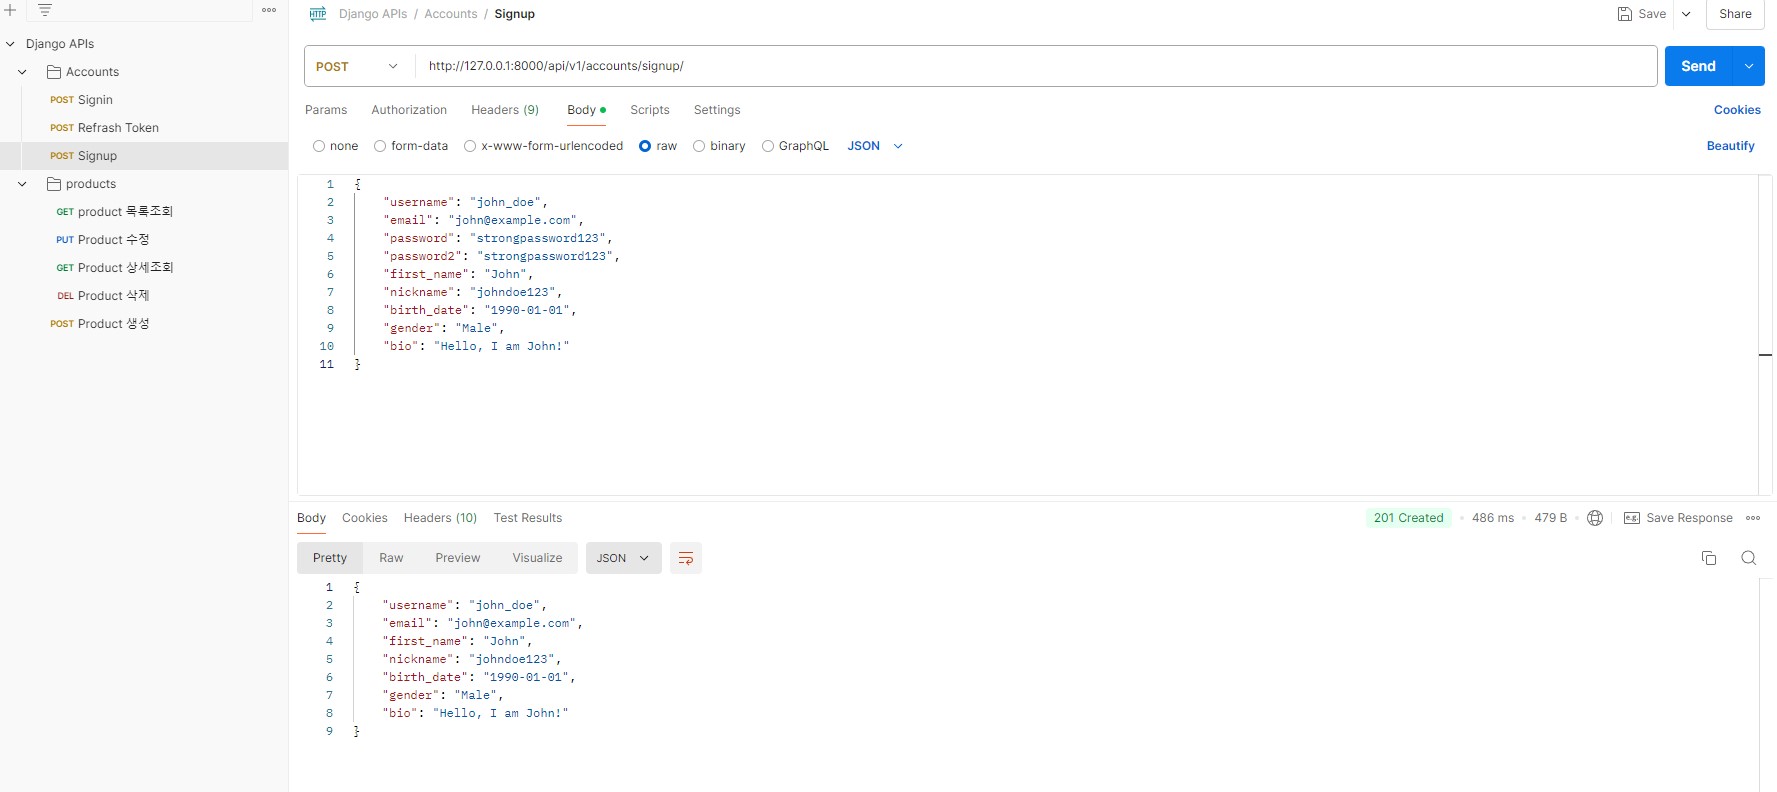 Django APIs
Accounts
POST Signin
POST Refrash Token
POST Signup
products
GET product 목록조회
PUT Product 수정
GET Product 상세조회
DEL Product 삭제
POST Product 생성
HTTP Django APIs / Accounts / Signup
Save Share
POST http://127.0.0.1:8000/api/v1/accounts/signup/ Send
Params Authorization Headers (9) Body Scripts Settings Cookies
none form-data x-www-form-urlencoded raw binary GraphQL JSON Beautify
1 {
2 "username": "john_doe",
3 "email": "john@example.com",
4 "password": "strongpassword123",
5 "password2": "strongpassword123",
6 "first_name": "John",
7 "nickname": "johndoe123",
8 "birth_date": "1990-01-01",
9 "gender": "Male",
10 "bio": "Hello, I am John!"
11 }
Body Cookies Headers (10) Test Results 201 Created 486 ms 479 B e.g. Save Response
Pretty Raw Preview Visualize JSON
1 {
2 "username": "john_doe",
3 "email": "john@example.com",
4 "first_name": "John",
5 "nickname": "johndoe123",
6 "birth_date": "1990-01-01",
7 "gender": "Male",
8 "bio": "Hello, I am John!"
9 }